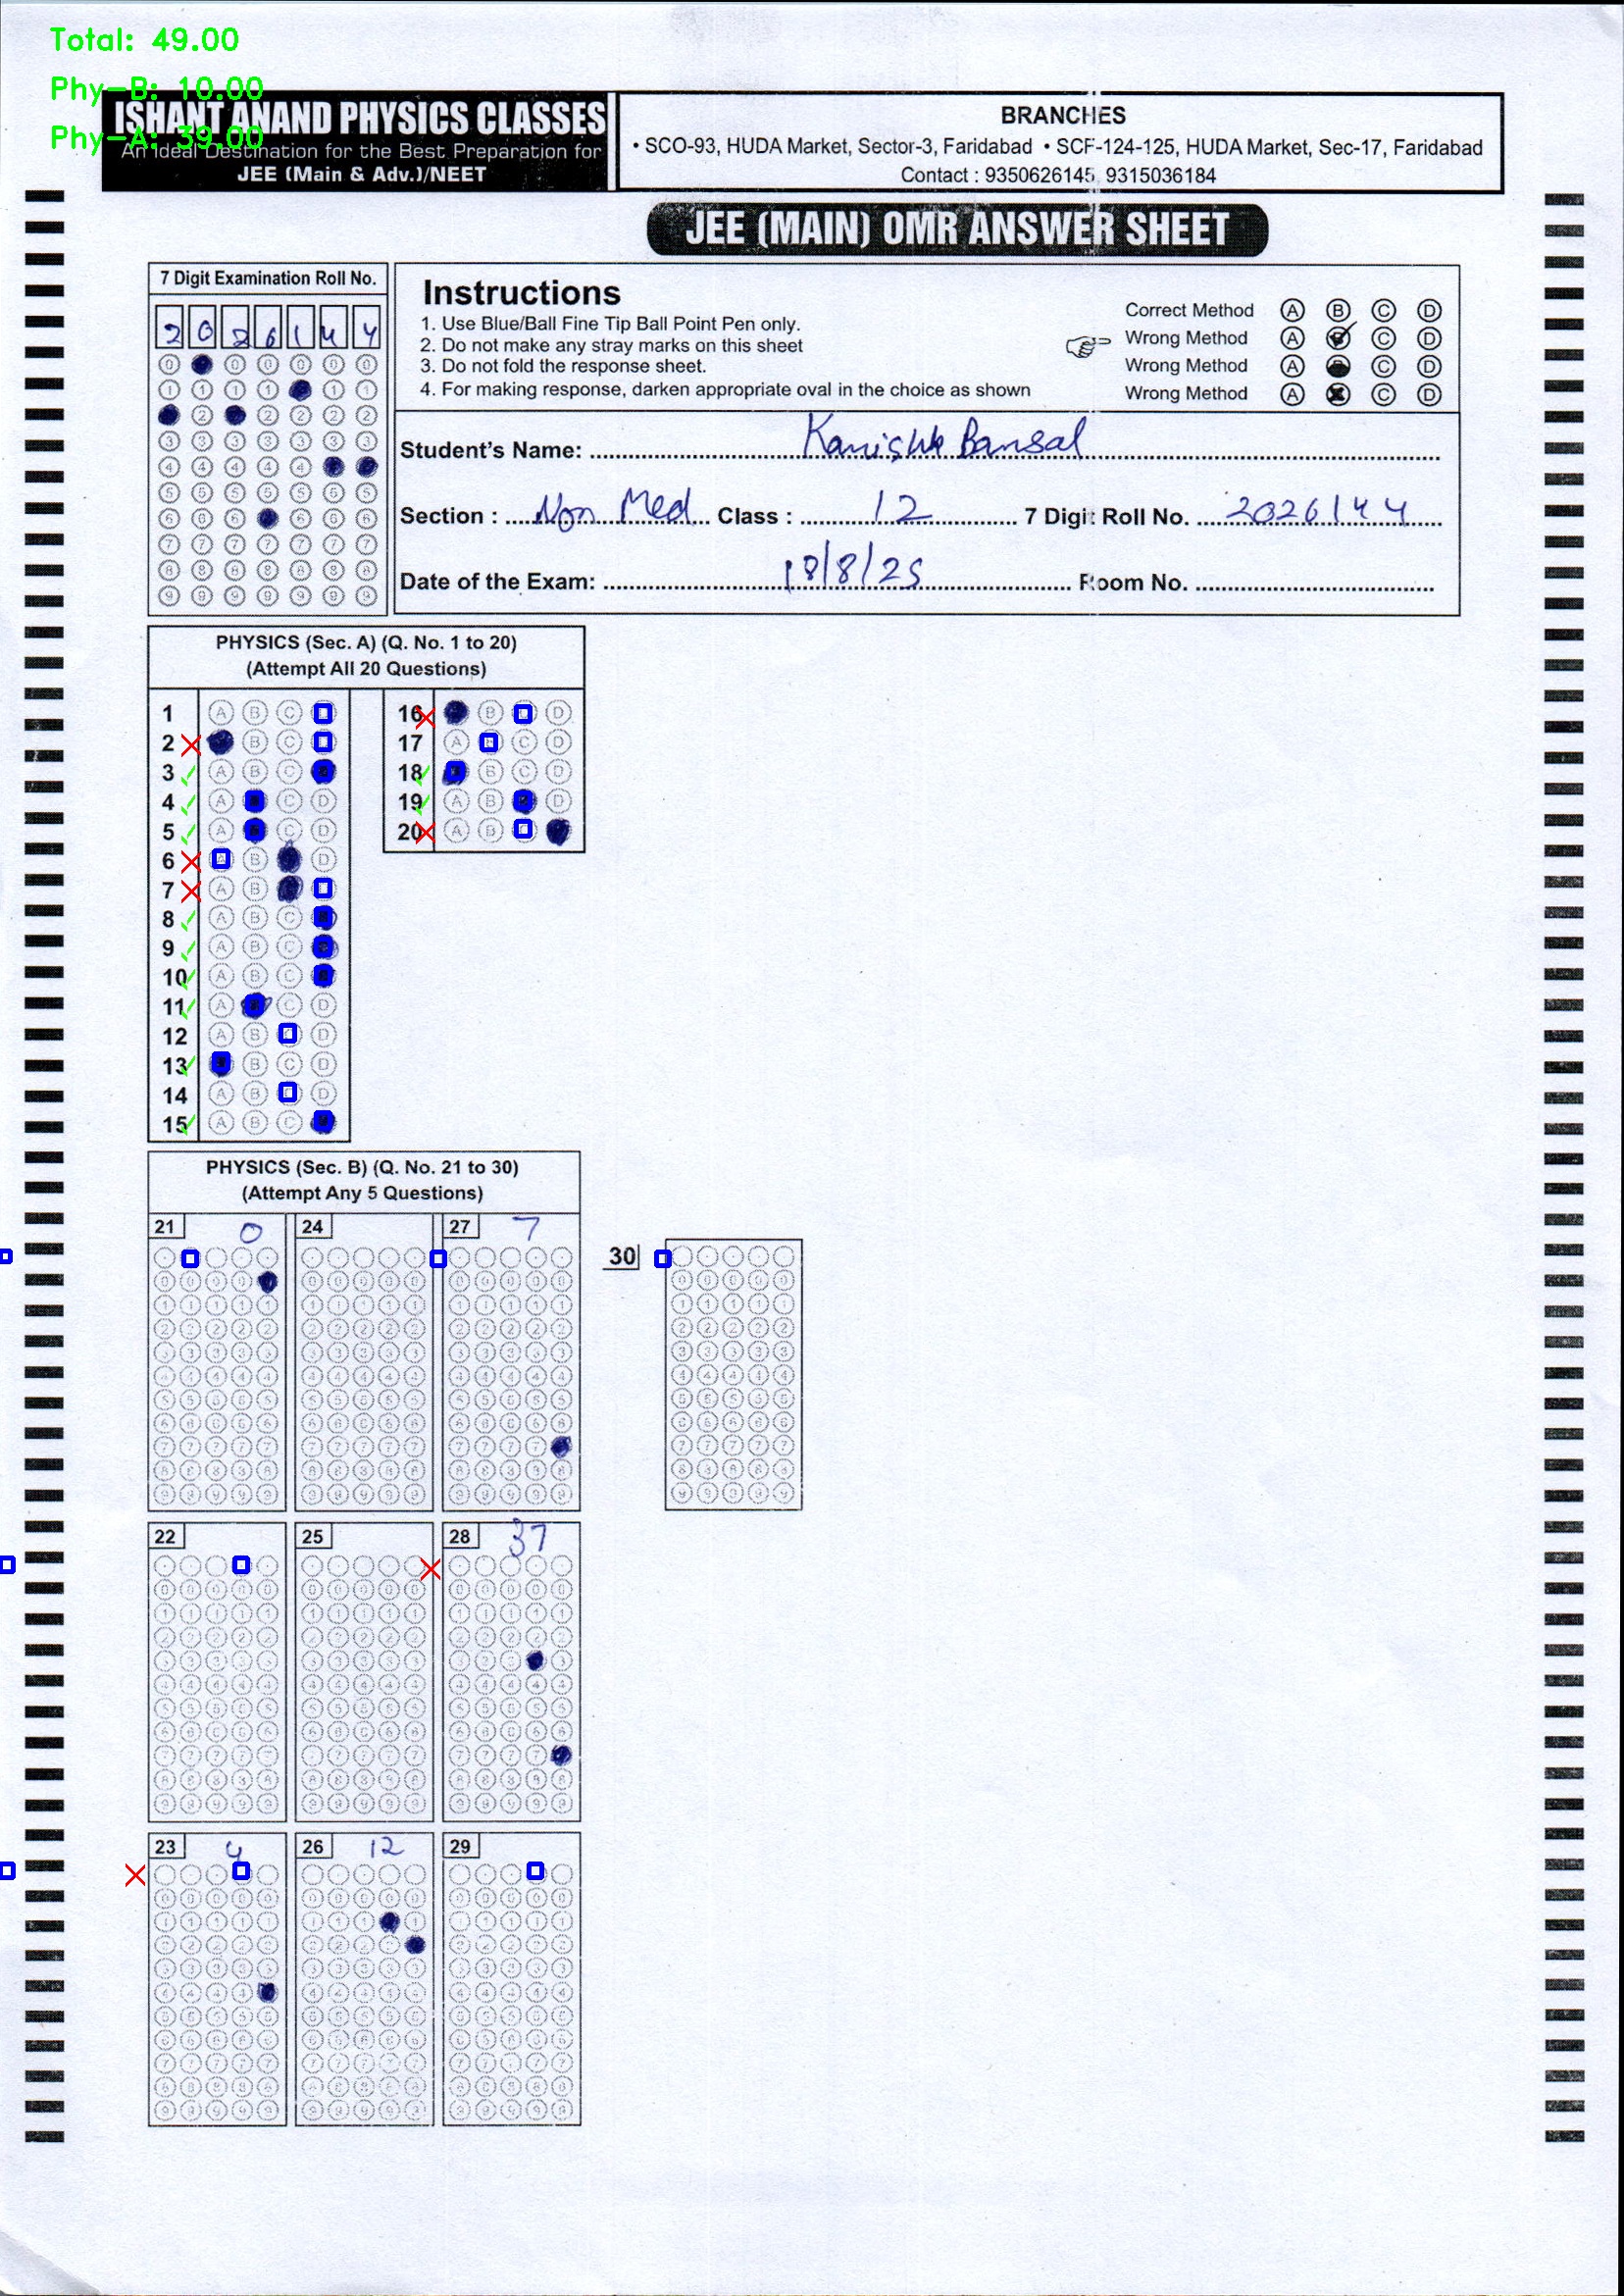 Total: 49.00
Phy-B: 10.00
Phy-A: 39.00
ISHANT ANAND PHYSICS CLASSES
An Ideal Destination for the Best Preparation for
JEE (Main & Adv.)/NEET
BRANCHES
• SCO-93, HUDA Market, Sector-3, Faridabad • SCF-124-125, HUDA Market, Sec-17, Faridabad
Contact : 9350626145, 9315036184
JEE (MAIN) OMR ANSWER SHEET
7 Digit Examination Roll No.
2 0 2 6 1 4 4
Instructions
1. Use Blue/Ball Fine Tip Ball Point Pen only.
2. Do not make any stray marks on this sheet
3. Do not fold the response sheet.
4. For making response, darken appropriate oval in the choice as shown
Correct Method A B C D
Wrong Method A C D
Wrong Method A C D
Wrong Method A C D
Student's Name: Kanishk Bansal
Section : Non Med Class : 12 7 Digit Roll No. 2026144
Date of the Exam: 18/8/25 Room No.
PHYSICS (Sec. A) (Q. No. 1 to 20)
(Attempt All 20 Questions)
1 A B C
2 B C
3 A B C
4 A C D
5 A C D
6 B D
7 A B
8 A B C
9 A B C
10 A B C
11 A C D
12 A B D
13 B C D
14 A B D
15 A B C
16 B D
17 A C D
18 B C D
19 A B D
20 A B
PHYSICS (Sec. B) (Q. No. 21 to 30)
(Attempt Any 5 Questions)
21 0
24
27 7
30
22
25
28 37
23 4
26 12
29